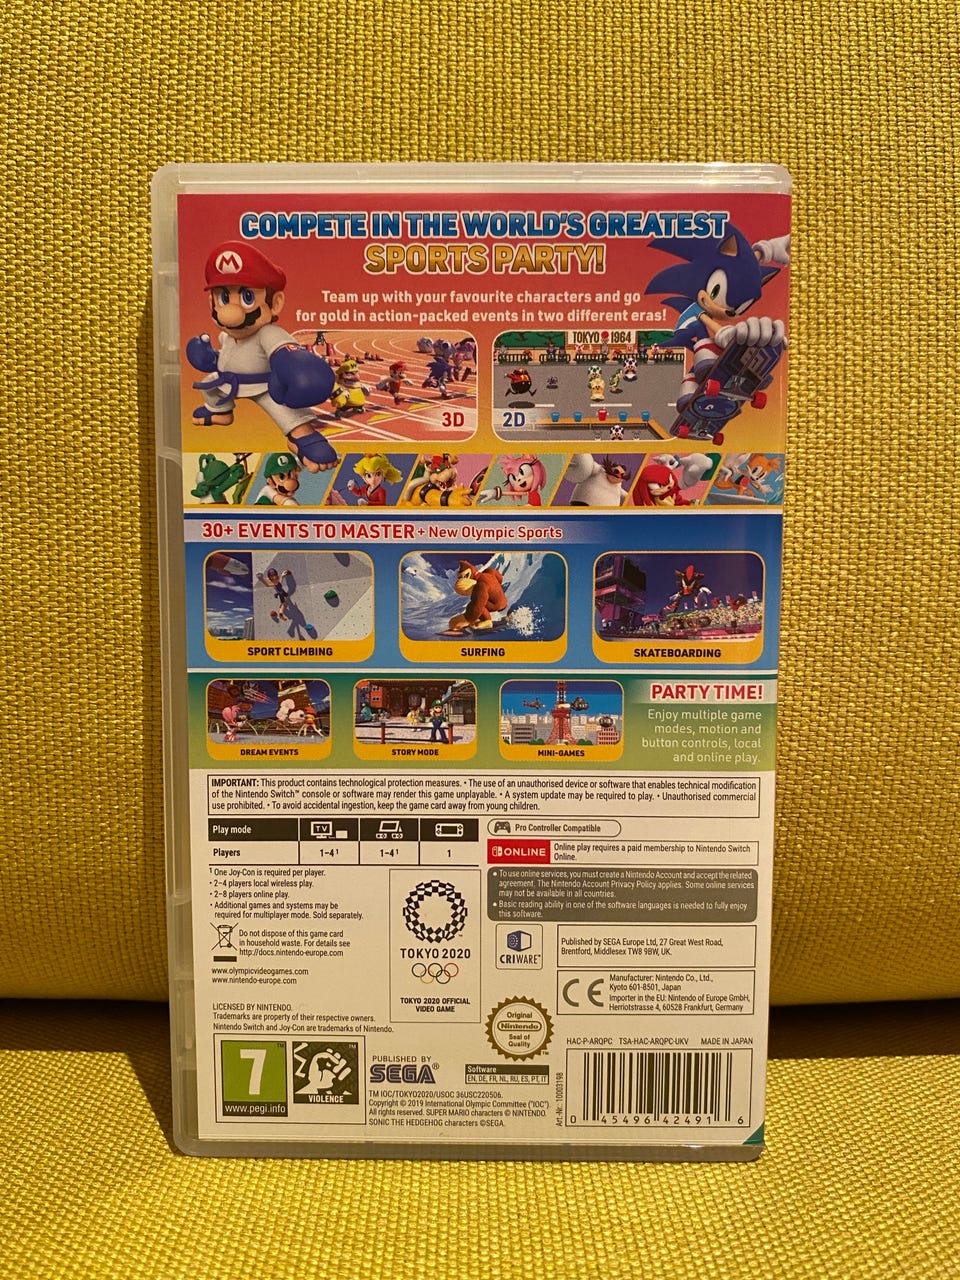 COMPETE IN THE WORLD'S GREATEST
SPORTS PARTY!
M
Team up with your favourite characters and go
for gold in action-packed events in two different eras!
TOKYO 1964
3D
2D
30+ EVENTS TO MASTER + New Olympic Sports
SPORT CLIMBING
SURFING
SKATEBOARDING
DREAM EVENTS
STORY MODE
MINI-GAMES
PARTY TIME!
Enjoy multiple game
modes, motion and
button controls, local
and online play.
IMPORTANT: This product contains technological protection measures. • The use of an unauthorised device or software that enables technical modification
of the Nintendo Switch™ console or software may render this game unplayable. • A system update may be required to play. • Unauthorised commercial
use prohibited. • To avoid accidental ingestion, keep the game card away from young children.
Play mode
TV
Players
1-4¹
1-4¹
1
¹ One Joy-Con is required per player.
• 2-4 players local wireless play.
• 2-8 players online play.
• Additional games and systems may be
required for multiplayer mode. Sold separately.
Do not dispose of this game card
in household waste. For details see
http://docs.nintendo-europe.com
www.olympicvideogames.com
www.nintendo-europe.com
LICENSED BY NINTENDO.
Trademarks are property of their respective owners.
Nintendo Switch and Joy-Con are trademarks of Nintendo.
TOKYO 2020
TOKYO 2020 OFFICIAL
VIDEO GAME
Pro Controller Compatible
ONLINE
Online play requires a paid membership to Nintendo Switch
Online.
• To use online services, you must create a Nintendo Account and accept the related
agreement. The Nintendo Account Privacy Policy applies. Some online services
may not be available in all countries.
• Basic reading ability in one of the software languages is needed to fully enjoy
this software.
CRIWARE™
Published by SEGA Europe Ltd, 27 Great West Road,
Brentford, Middlesex TW8 9BW, UK.
CE
Manufacturer: Nintendo Co., Ltd.,
Kyoto 601-8501, Japan
Importer in the EU: Nintendo of Europe GmbH,
Herriotstrasse 4, 60528 Frankfurt, Germany
Original
Nintendo
Seal of
Quality
™
HAC-P-ARQPC TSA-HAC-ARQPC-UKV MADE IN JAPAN
7
™
www.pegi.info
™
VIOLENCE
PUBLISHED BY
SEGA®
Software
EN, DE, FR, NL, RU, ES, PT, IT
TM IOC/TOKYO2020/USOC 36USC220506.
Copyright © 2019 International Olympic Committee ("IOC").
All rights reserved. SUPER MARIO characters © NINTENDO.
SONIC THE HEDGEHOG characters ©SEGA.
Art.-Nr.: 10003198
0 45496 42491 6